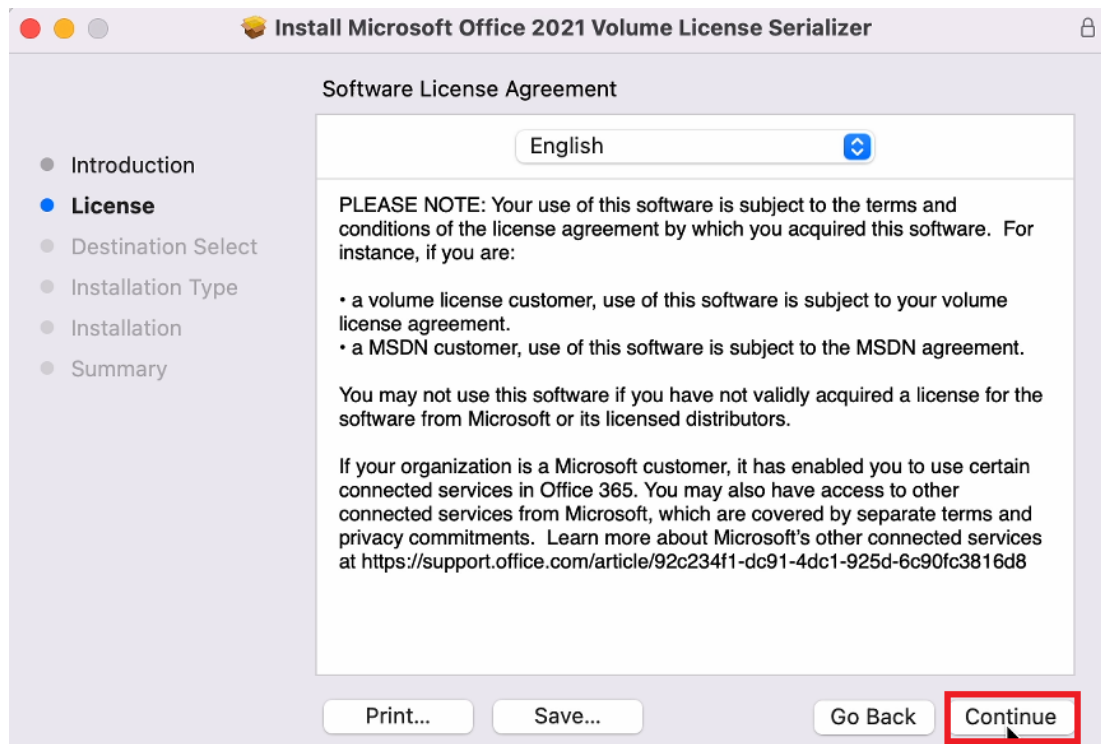 Install Microsoft Office 2021 Volume License Serializer
Software License Agreement
Introduction
License
Destination Select
Installation Type
Installation
Summary
English
PLEASE NOTE: Your use of this software is subject to the terms and
conditions of the license agreement by which you acquired this software.  For
instance, if you are:
• a volume license customer, use of this software is subject to your volume
license agreement.
• a MSDN customer, use of this software is subject to the MSDN agreement.
You may not use this software if you have not validly acquired a license for the
software from Microsoft or its licensed distributors.
If your organization is a Microsoft customer, it has enabled you to use certain
connected services in Office 365. You may also have access to other
connected services from Microsoft, which are covered by separate terms and
privacy commitments.  Learn more about Microsoft's other connected services
at https://support.office.com/article/92c234f1-dc91-4dc1-925d-6c90fc3816d8
Print...
Save...
Go Back
Continue